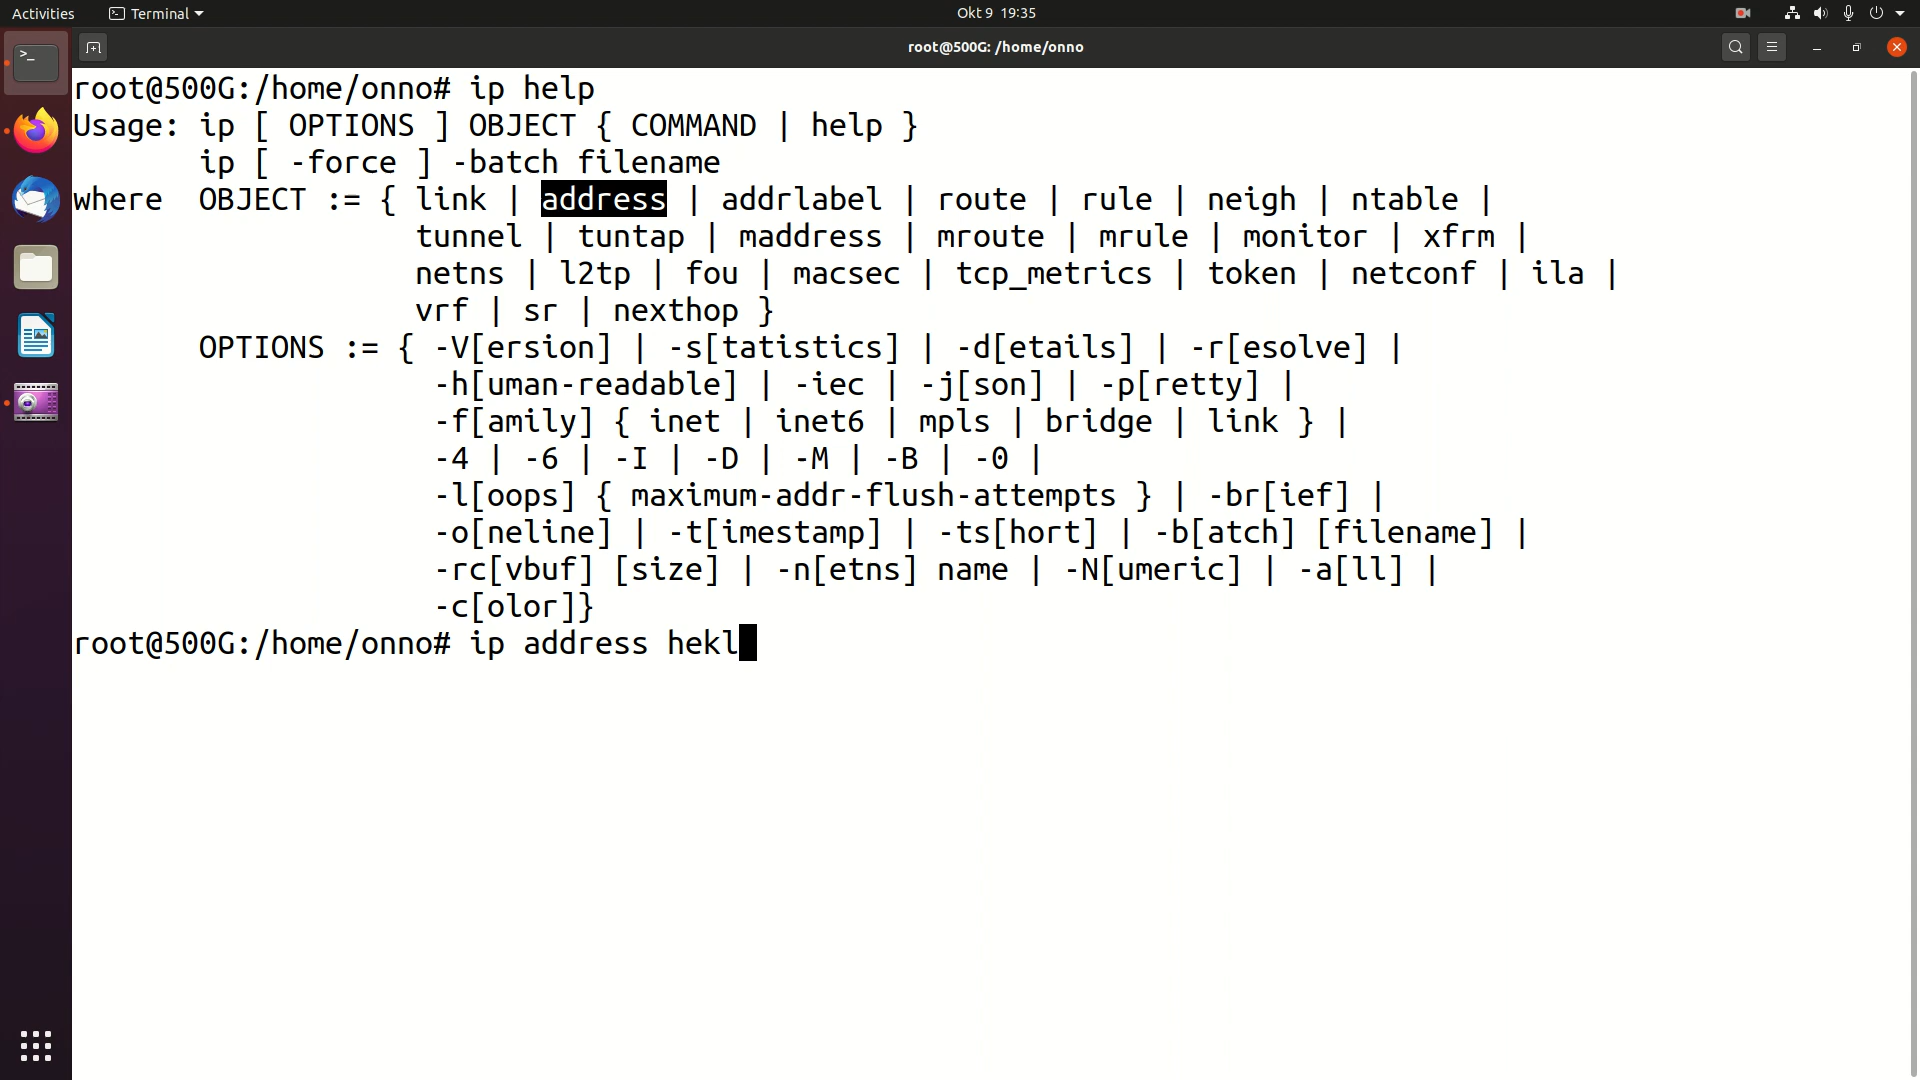 Activities Terminal Okt 9 19:35
root@500G: /home/onno
root@500G:/home/onno# ip help
Usage: ip [ OPTIONS ] OBJECT { COMMAND | help }
       ip [ -force ] -batch filename
where  OBJECT := { link | address | addrlabel | route | rule | neigh | ntable |
                   tunnel | tuntap | maddress | mroute | mrule | monitor | xfrm |
                   netns | l2tp | fou | macsec | tcp_metrics | token | netconf | ila |
                   vrf | sr | nexthop }
       OPTIONS := { -V[ersion] | -s[tatistics] | -d[etails] | -r[esolve] |
                    -h[uman-readable] | -iec | -j[son] | -p[retty] |
                    -f[amily] { inet | inet6 | mpls | bridge | link } |
                    -4 | -6 | -I | -D | -M | -B | -0 |
                    -l[oops] { maximum-addr-flush-attempts } | -br[ief] |
                    -o[neline] | -t[imestamp] | -ts[hort] | -b[atch] [filename] |
                    -rc[vbuf] [size] | -n[etns] name | -N[umeric] | -a[ll] |
                    -c[olor]}
root@500G:/home/onno# ip address hekl